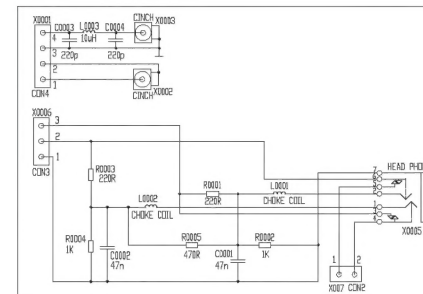 X0001
CINCH
X0003
C0003
L0003
C0004
4
10uH
3
220p
220p
2
1
CINCH
X0002
CON4
X0006
3
2
1
CON3
R0003
220R
L0002
CHOKE COIL
R0001
220R
L0001
CHOKE COIL
7
HEAD PHO
X0005
R0004
1K
C0002
47n
R0005
470R
C0001
47n
R0002
1K
1
2
X007 CON2